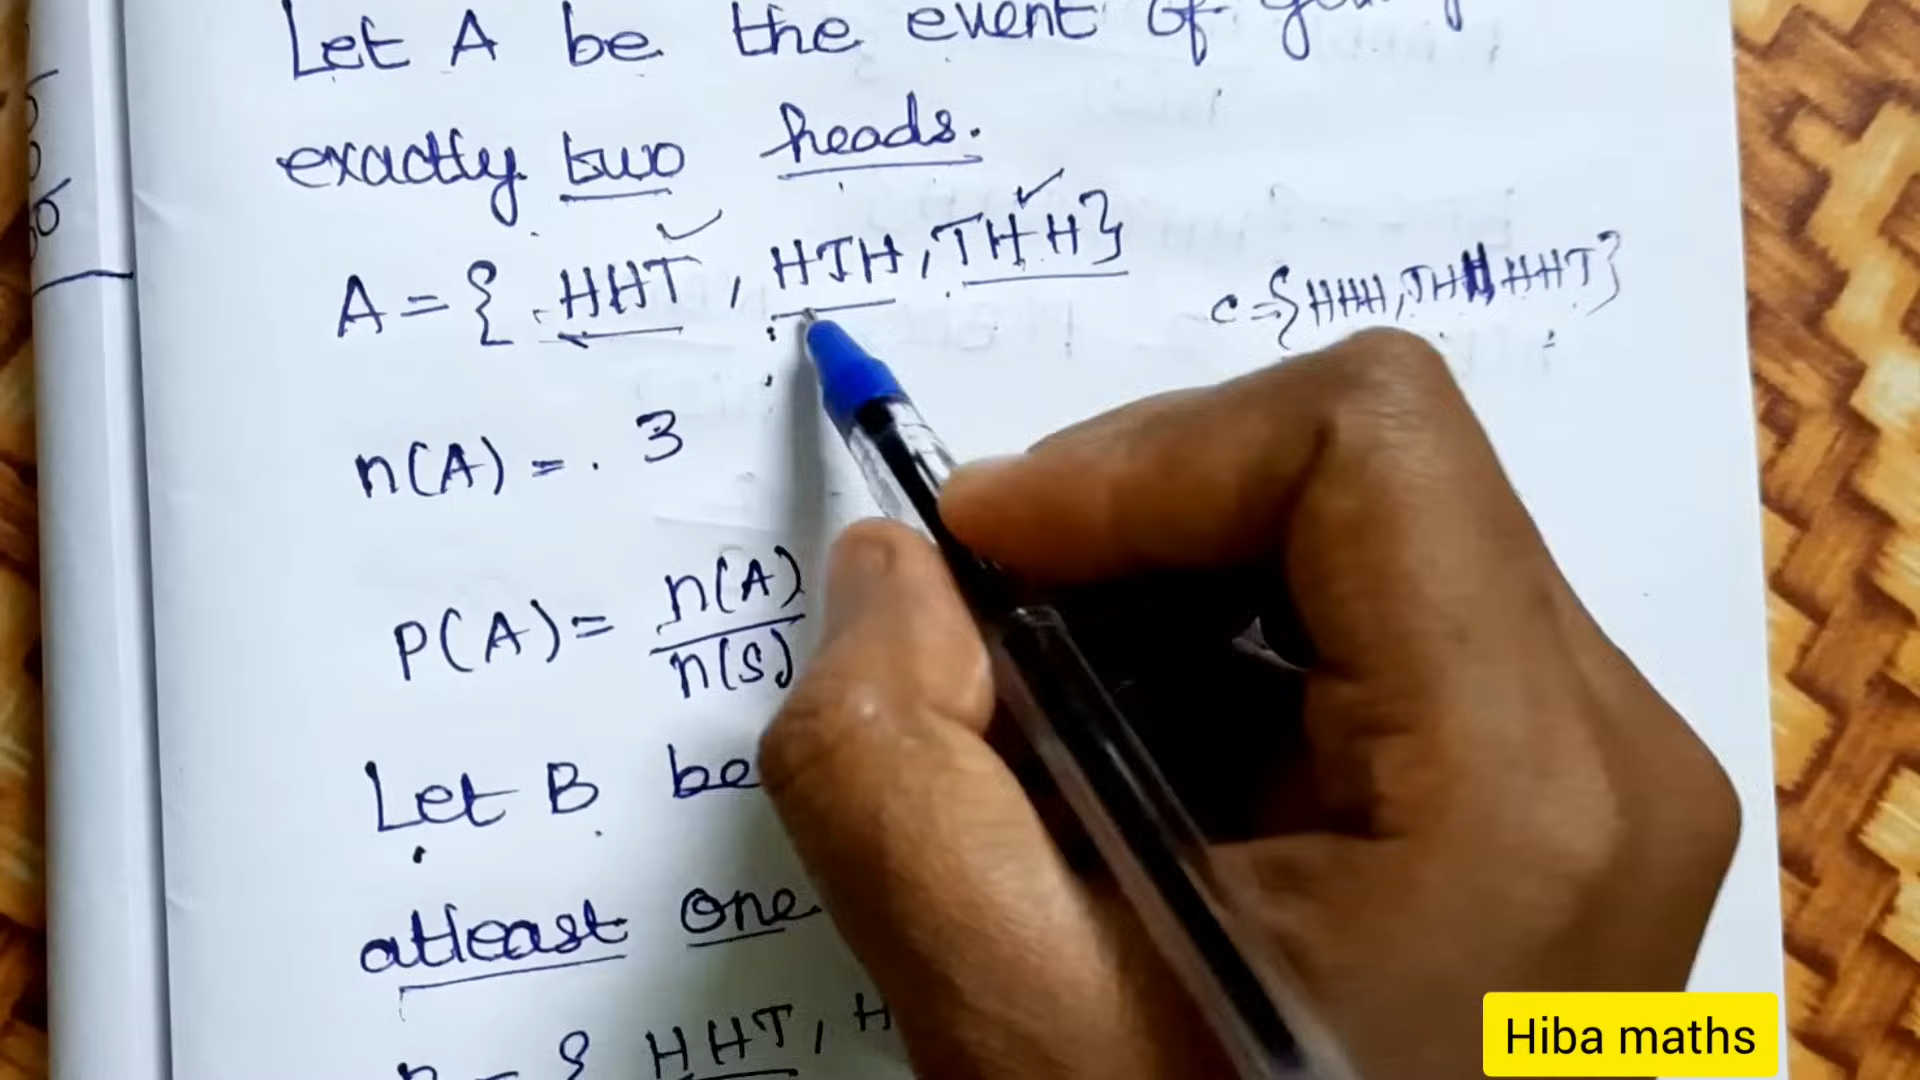 Let A be the event of
exactly two heads.
A = { HHT , HTH , THH }
c = { HHH, THH, HHT }
n(A) = . 3
P(A) = n(A)
n(S)
Let B be
atleast one
HHT , H
Hiba maths